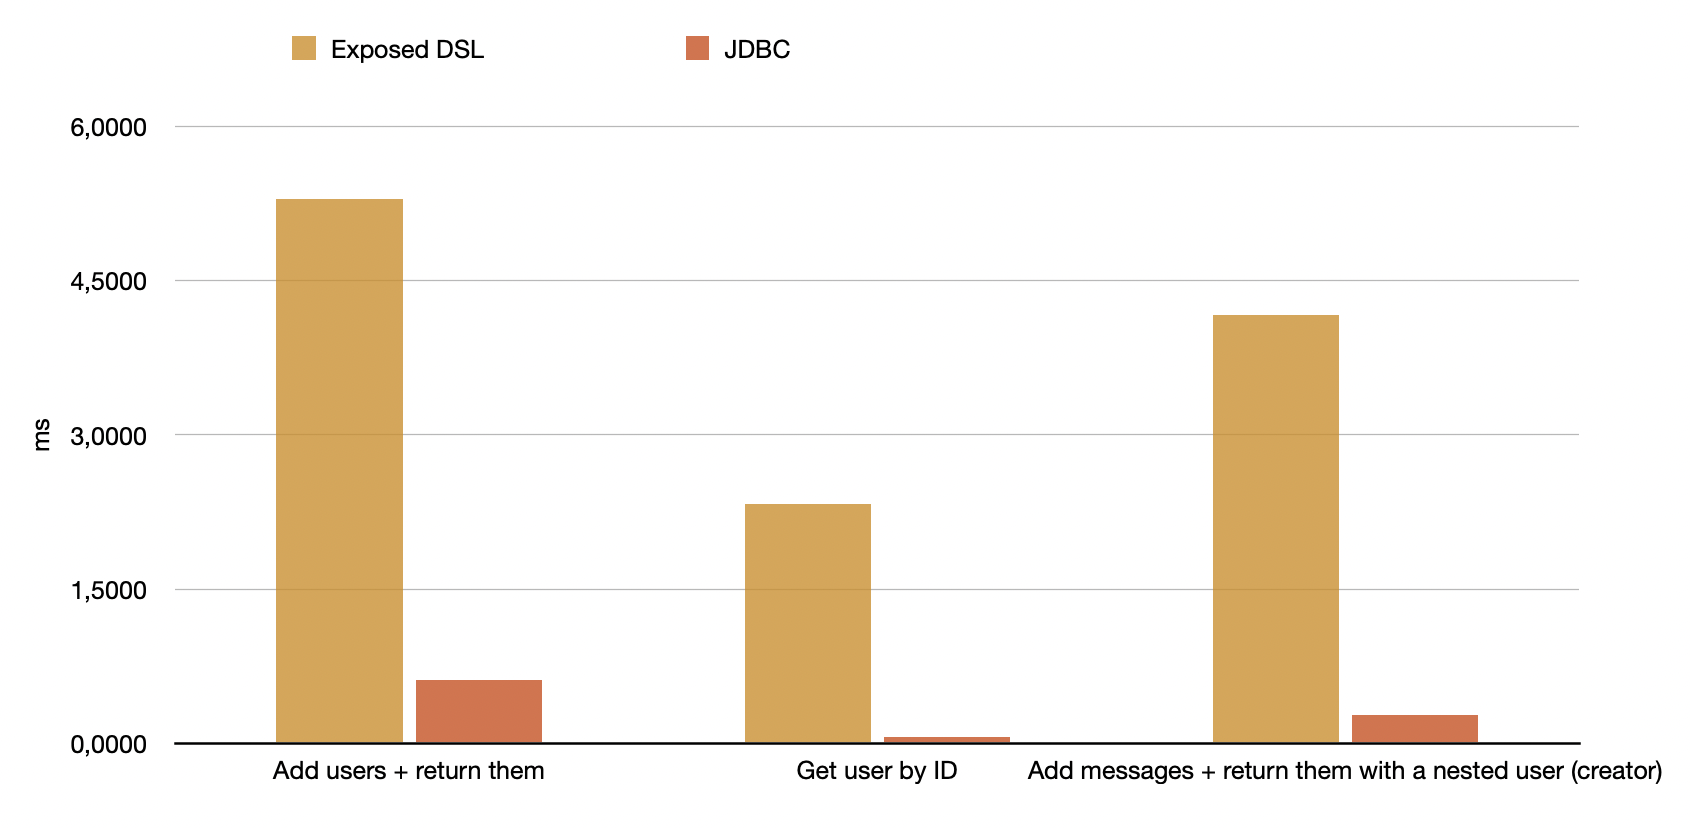 Exposed DSL
JDBC
6,0000
4,5000
3,0000
1,5000
0,0000
ms
Add users + return them
Get user by ID
Add messages + return them with a nested user (creator)